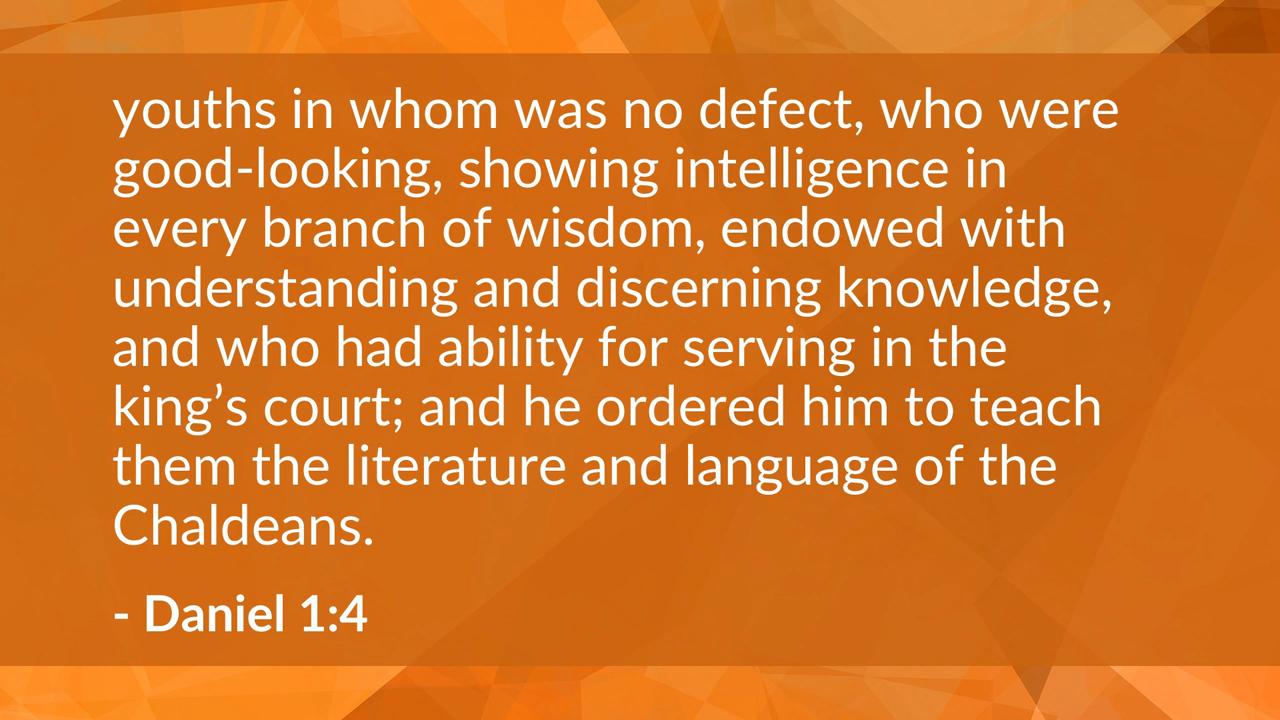 youths in whom was no defect, who were
good-looking, showing intelligence in
every branch of wisdom, endowed with
understanding and discerning knowledge,
and who had ability for serving in the
king’s court; and he ordered him to teach
them the literature and language of the
Chaldeans.
- Daniel 1:4